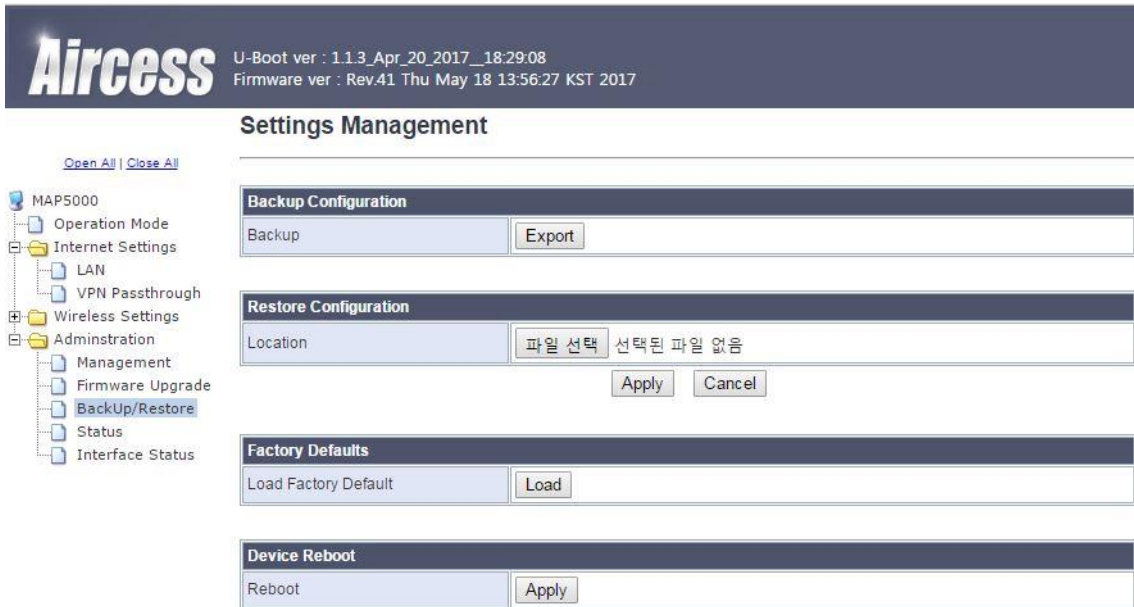 Aircess
U-Boot ver : 1.1.3_Apr_20_2017__18:29:08
Firmware ver : Rev.41 Thu May 18 13:56:27 KST 2017
Open All | Close All
MAP5000
Operation Mode
Internet Settings
LAN
VPN Passthrough
Wireless Settings
Adminstration
Management
Firmware Upgrade
BackUp/Restore
Status
Interface Status
Settings Management
Backup Configuration
Backup Export
Restore Configuration
Location 파일 선택 선택된 파일 없음
Apply Cancel
Factory Defaults
Load Factory Default Load
Device Reboot
Reboot Apply